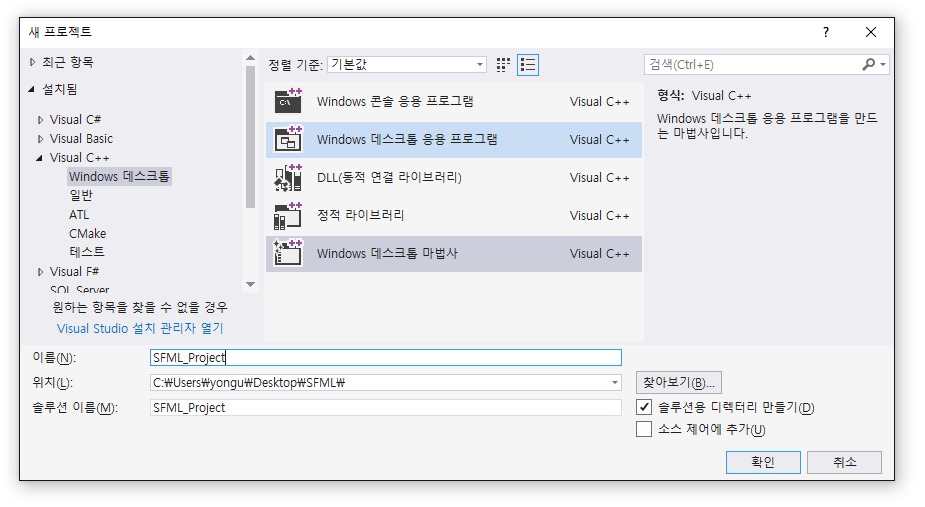 새 프로젝트
?
최근 항목
설치됨
Visual C#
Visual Basic
Visual C++
Windows 데스크톱
일반
ATL
CMake
테스트
Visual F#
SQL Server
원하는 항목을 찾을 수 없을 경우
Visual Studio 설치 관리자 열기
정렬 기준: 기본값
C:\
Windows 콘솔 응용 프로그램 Visual C++
Windows 데스크톱 응용 프로그램 Visual C++
DLL(동적 연결 라이브러리) Visual C++
정적 라이브러리 Visual C++
Windows 데스크톱 마법사 Visual C++
검색(Ctrl+E)
형식: Visual C++
Windows 데스크톱 응용 프로그램을 만드
는 마법사입니다.
이름(N): SFML_Project
위치(L): C:₩Users₩yongu₩Desktop₩SFML₩ 찾아보기(B)...
솔루션 이름(M): SFML_Project
솔루션용 디렉터리 만들기(D)
소스 제어에 추가(U)
확인 취소